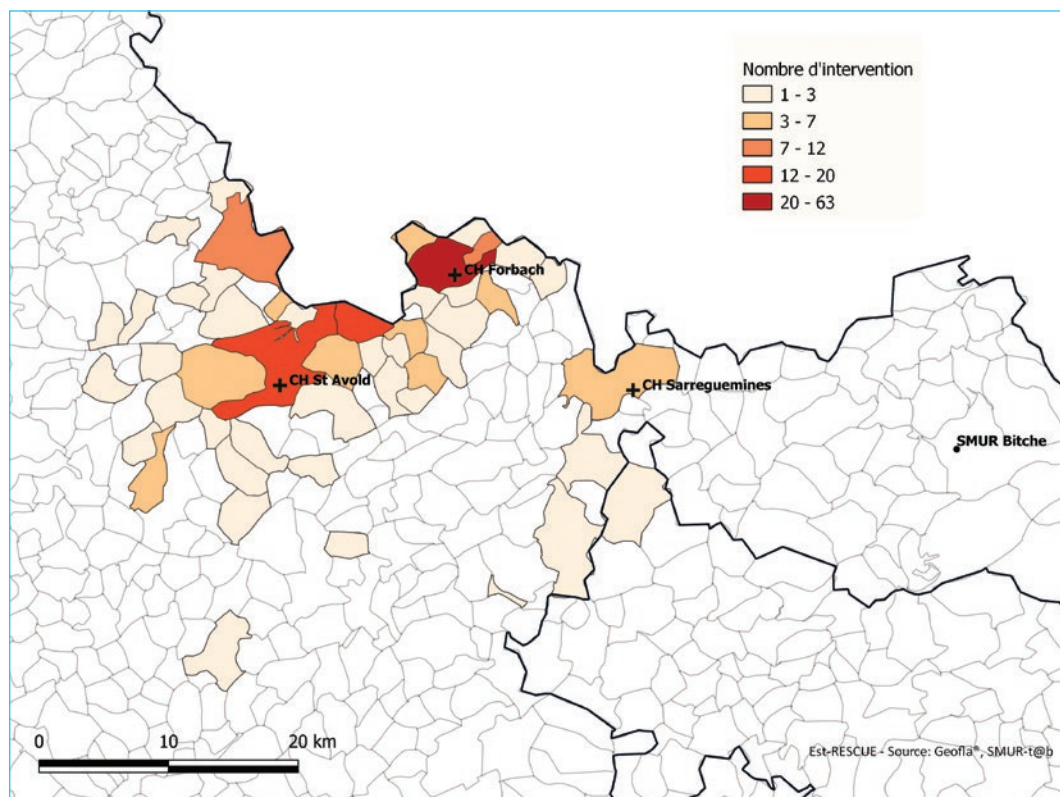 Nombre d'intervention
1 - 3
3 - 7
7 - 12
12 - 20
20 - 63
CH Forbach
CH St Avold
CH Sarreguemines
SMUR Bitche
0 10 20 km
Est-RESCUE - Source: Geofla®, SMUR-t@b